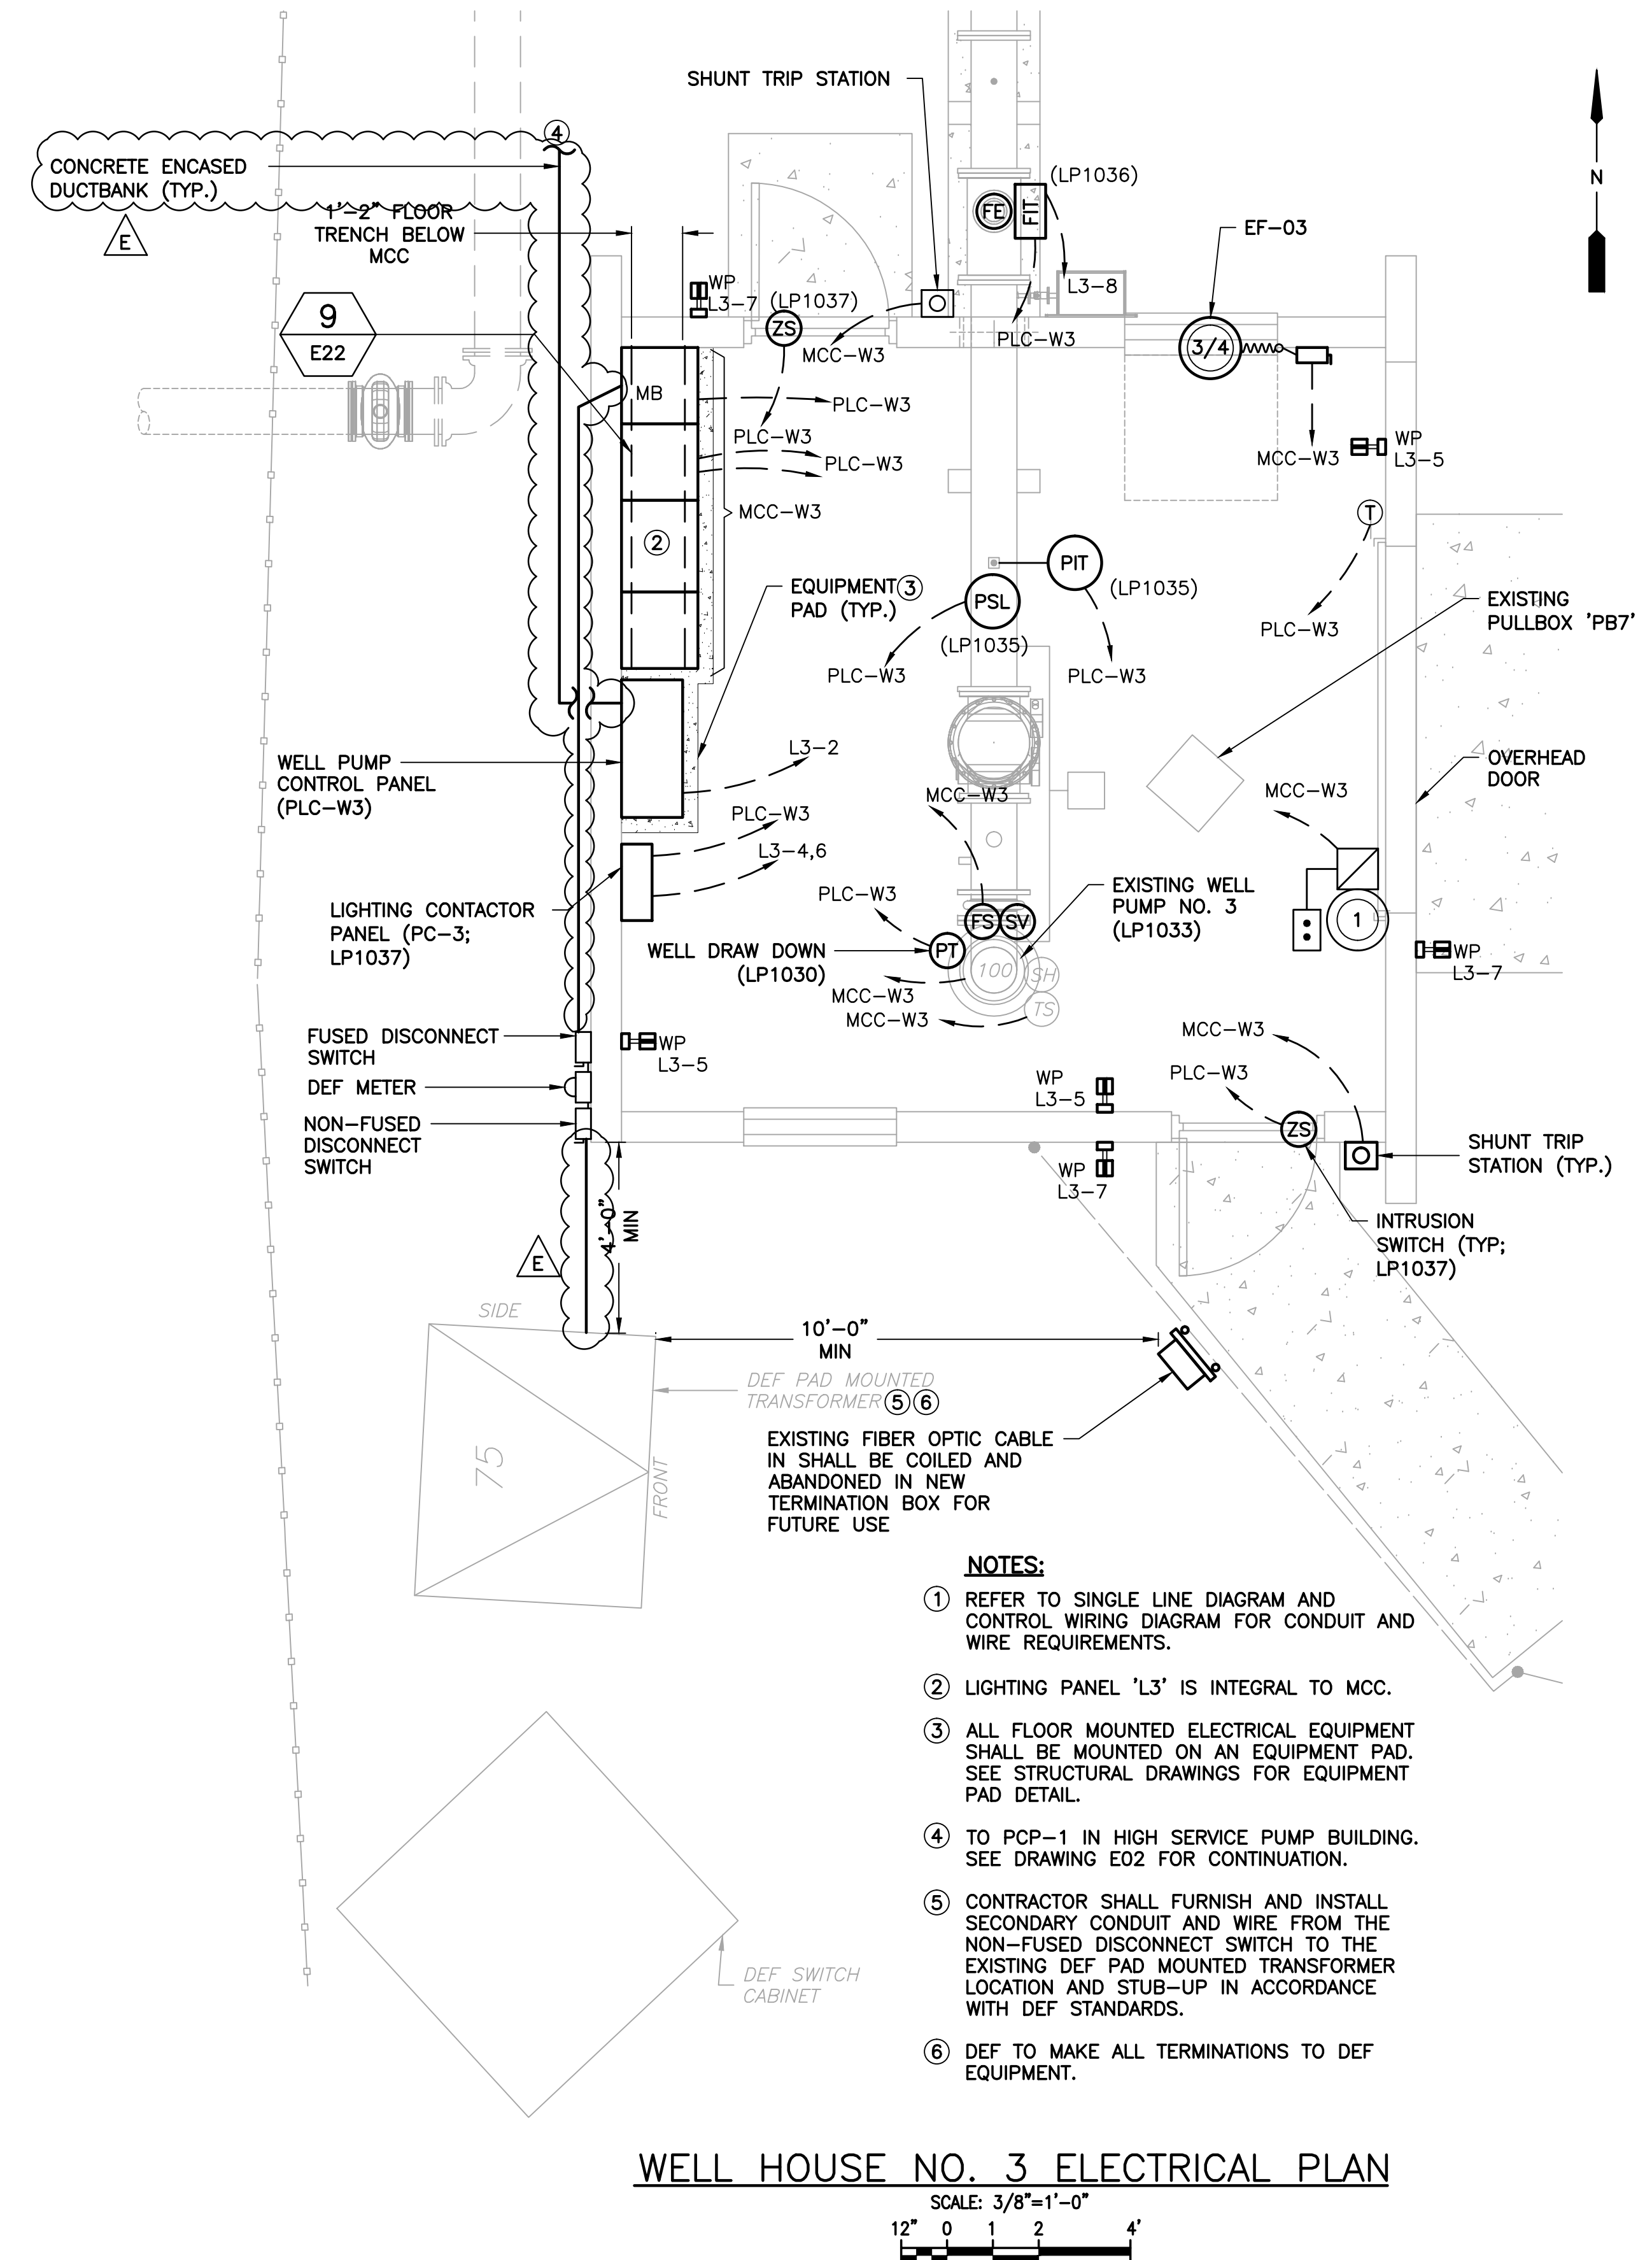 SHUNT TRIP STATION
4
CONCRETE ENCASED
DUCTBANK (TYP.)
E
1'-2" FLOOR
TRENCH BELOW
MCC
(LP1036)
FE
FIT
N
EF-03
9
E22
WP
L3-7
(LP1037)
ZS
MCC-W3
L3-8
PLC-W3
3/4
MB
PLC-W3
PLC-W3
PLC-W3
MCC-W3
WP
L3-5
MCC-W3
2
T
EQUIPMENT 3
PAD (TYP.)
PIT
(LP1035)
PSL
(LP1035)
PLC-W3
PLC-W3
PLC-W3
EXISTING
PULLBOX 'PB7'
WELL PUMP
CONTROL PANEL
(PLC-W3)
L3-2
OVERHEAD
DOOR
MCC-W3
MCC-W3
PLC-W3
L3-4,6
LIGHTING CONTACTOR
PANEL (PC-3;
LP1037)
PLC-W3
EXISTING WELL
PUMP NO. 3
(LP1033)
FS
SV
1
WELL DRAW DOWN
(LP1030)
PT
100
SH
TS
WP
L3-7
MCC-W3
MCC-W3
FUSED DISCONNECT
SWITCH
WP
L3-5
MCC-W3
DEF METER
WP
L3-5
PLC-W3
NON-FUSED
DISCONNECT
SWITCH
ZS
SHUNT TRIP
STATION (TYP.)
WP
L3-7
4'-0"
MIN
E
INTRUSION
SWITCH (TYP;
LP1037)
SIDE
10'-0"
MIN
DEF PAD MOUNTED
TRANSFORMER 5 6
75
FRONT
EXISTING FIBER OPTIC CABLE
IN SHALL BE COILED AND
ABANDONED IN NEW
TERMINATION BOX FOR
FUTURE USE
NOTES:
1 REFER TO SINGLE LINE DIAGRAM AND
CONTROL WIRING DIAGRAM FOR CONDUIT AND
WIRE REQUIREMENTS.
2 LIGHTING PANEL 'L3' IS INTEGRAL TO MCC.
3 ALL FLOOR MOUNTED ELECTRICAL EQUIPMENT
SHALL BE MOUNTED ON AN EQUIPMENT PAD.
SEE STRUCTURAL DRAWINGS FOR EQUIPMENT
PAD DETAIL.
4 TO PCP-1 IN HIGH SERVICE PUMP BUILDING.
SEE DRAWING E02 FOR CONTINUATION.
5 CONTRACTOR SHALL FURNISH AND INSTALL
SECONDARY CONDUIT AND WIRE FROM THE
NON-FUSED DISCONNECT SWITCH TO THE
EXISTING DEF PAD MOUNTED TRANSFORMER
LOCATION AND STUB-UP IN ACCORDANCE
WITH DEF STANDARDS.
6 DEF TO MAKE ALL TERMINATIONS TO DEF
EQUIPMENT.
DEF SWITCH
CABINET
WELL HOUSE NO. 3 ELECTRICAL PLAN
SCALE: 3/8"=1'-0"
12" 0 1 2 4'